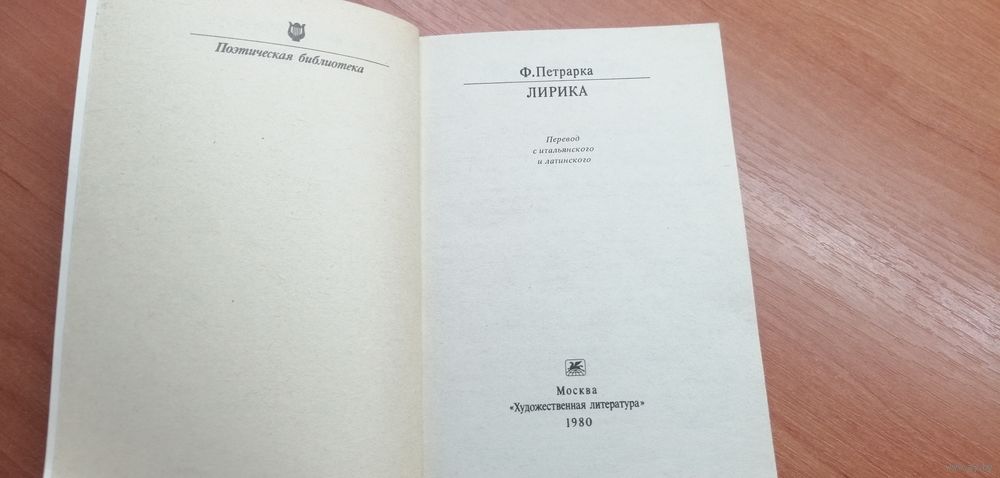 Поэтическая библиотека
Ф.Петрарка
ЛИРИКА
Перевод
с итальянского
и латинского
Москва
«Художественная литература»
1980